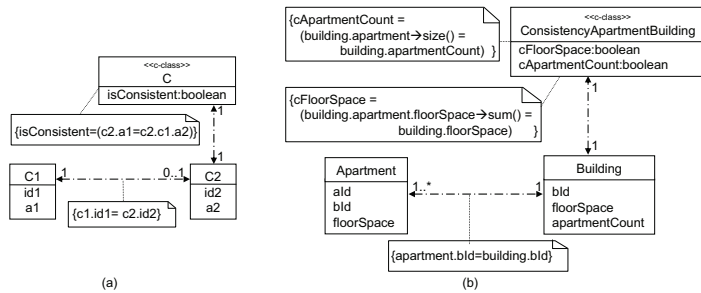 <<c-class>>
C
isConsistent:boolean
{isConsistent=(c2.a1=c2.c1.a2)}
1
1
C1
id1
a1
1
0..1
C2
id2
a2
{c1.id1= c2.id2}
(a)
{cApartmentCount =
(building.apartment→size() =
building.apartmentCount) }
<<c-class>>
ConsistencyApartmentBuilding
cFloorSpace:boolean
cApartmentCount:boolean
{cFloorSpace =
(building.apartment.floorSpace→sum() =
building.floorSpace) }
1
1
Apartment
aId
bId
floorSpace
1..*
1
Building
bId
floorSpace
apartmentCount
{apartment.bId=building.bId}
(b)